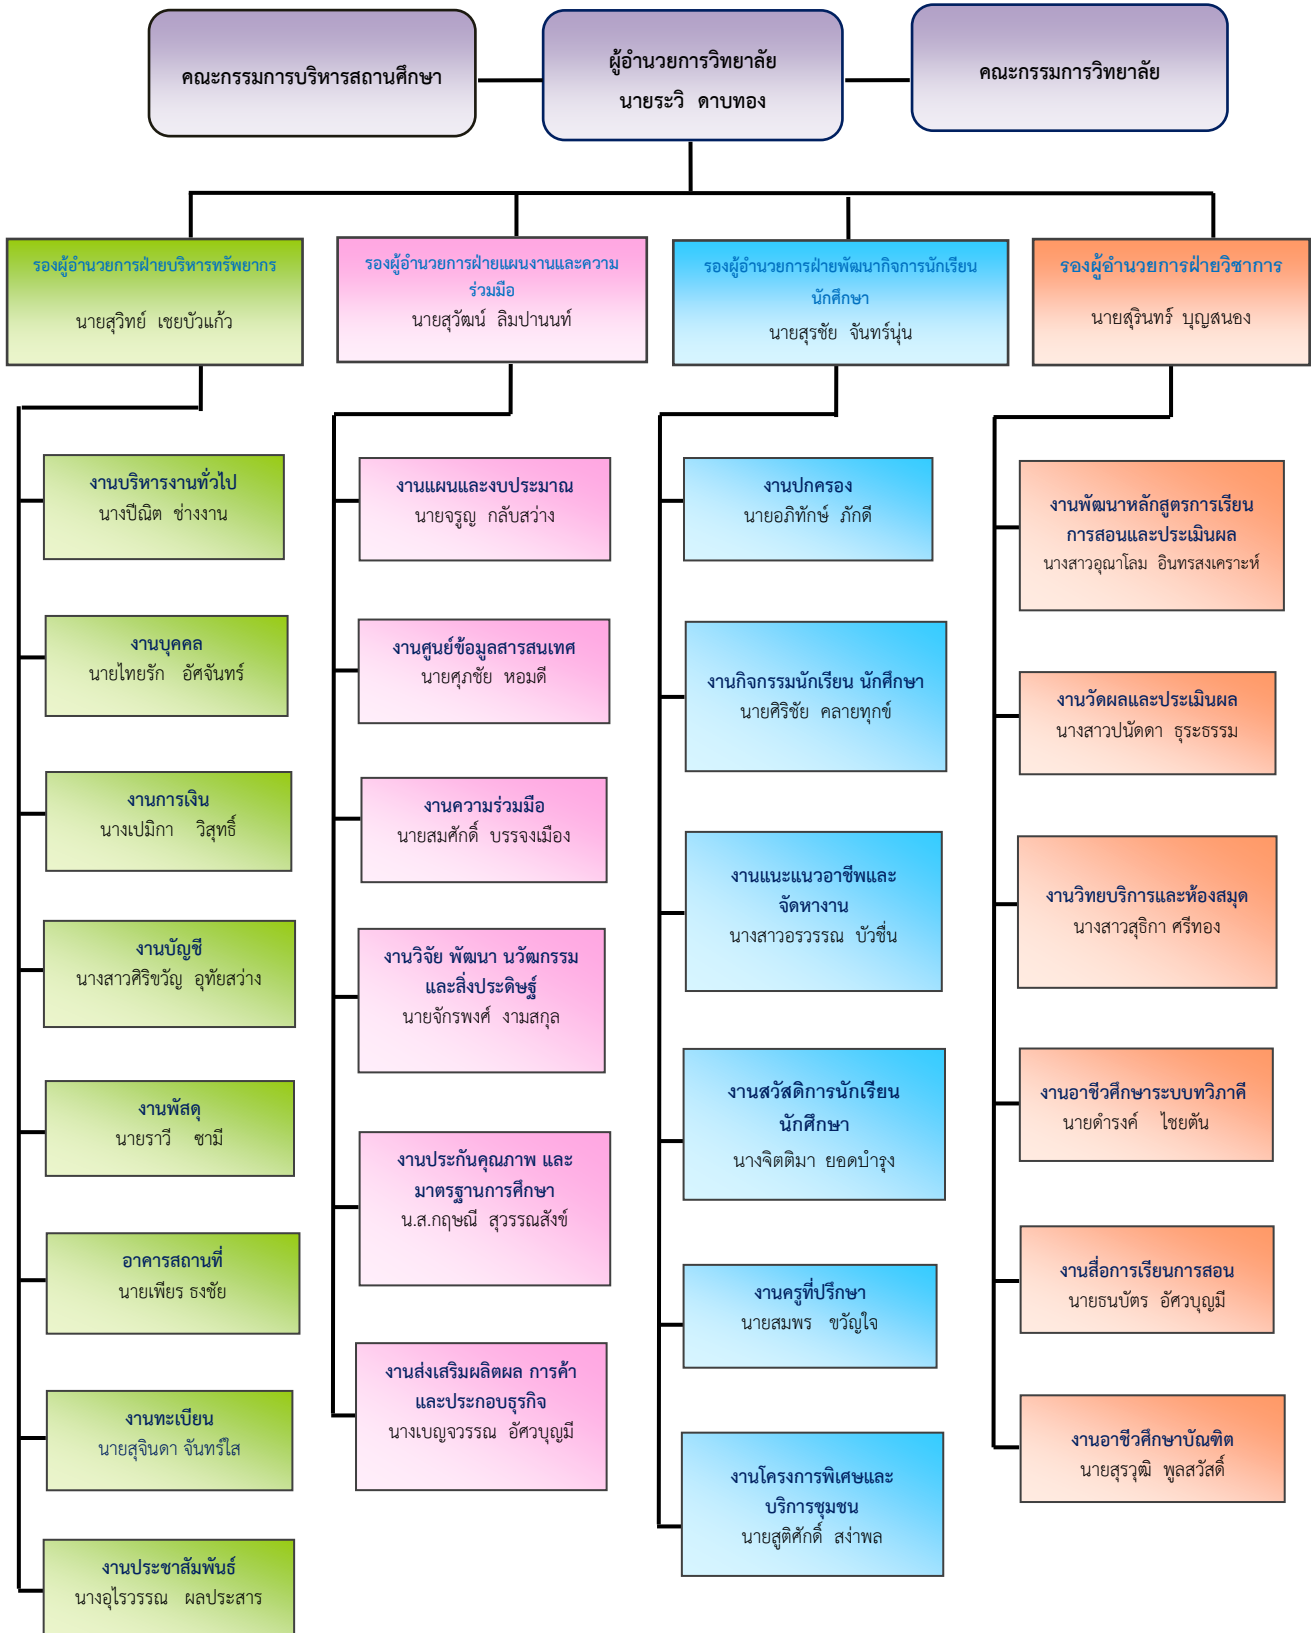 คณะกรรมการบริหารสถานศึกษา
ผู้อำนวยการวิทยาลัย
นายระวิ ดาบทอง
คณะกรรมการวิทยาลัย
รองผู้อำนวยการฝ่ายบริหารทรัพยากร
นายสุวิทย์ เชยบัวแก้ว
รองผู้อำนวยการฝ่ายแผนงานและความ
ร่วมมือ
นายสุวัฒน์ ลิมปานนท์
รองผู้อำนวยการฝ่ายพัฒนากิจการนักเรียน
นักศึกษา
นายสุรชัย จันทร์นุ่น
รองผู้อำนวยการฝ่ายวิชาการ
นายสุรินทร์ บุญสนอง
งานบริหารงานทั่วไป
นางปีณิต ช่างงาน
งานบุคคล
นายไทยรัก อัศจันทร์
งานการเงิน
นางเปมิกา วิสุทธิ์
งานบัญชี
นางสาวศิริขวัญ อุทัยสว่าง
งานพัสดุ
นายราวี ซามี
อาคารสถานที่
นายเพียร ธงชัย
งานทะเบียน
นายสุจินดา จันทร์ใส
งานประชาสัมพันธ์
นางอุไรวรรณ ผลประสาร
งานแผนและงบประมาณ
นายจรูญ กลับสว่าง
งานศูนย์ข้อมูลสารสนเทศ
นายศุภชัย หอมดี
งานความร่วมมือ
นายสมศักดิ์ บรรจงเมือง
งานวิจัย พัฒนา นวัฒกรรม
และสิ่งประดิษฐ์
นายจักรพงศ์ งามสกุล
งานประกันคุณภาพ และ
มาตรฐานการศึกษา
น.ส.กฤษณี สุวรรณสังข์
งานส่งเสริมผลิตผล การค้า
และประกอบธุรกิจ
นางเบญจวรรณ อัศวบุญมี
งานปกครอง
นายอภิทักษ์ ภักดี
งานกิจกรรมนักเรียน นักศึกษา
นายศิริชัย คลายทุกข์
งานแนะแนวอาชีพและ
จัดหางาน
นางสาวอรวรรณ บัวชื่น
งานสวัสดิการนักเรียน
นักศึกษา
นางจิตติมา ยอดบำรุง
งานครูที่ปรึกษา
นายสมพร ขวัญใจ
งานโครงการพิเศษและ
บริการชุมชน
นายสูติศักดิ์ สง่าพล
งานพัฒนาหลักสูตรการเรียน
การสอนและประเมินผล
นางสาวอุณาโลม อินทรสงเคราะห์
งานวัดผลและประเมินผล
นางสาวปนัดดา ธุระธรรม
งานวิทยบริการและห้องสมุด
นางสาวสุธิกา ศรีทอง
งานอาชีวศึกษาระบบทวิภาคี
นายดำรงค์ ไชยตัน
งานสื่อการเรียนการสอน
นายธนบัตร อัศวบุญมี
งานอาชีวศึกษาบัณฑิต
นายสุรวุฒิ พูลสวัสดิ์